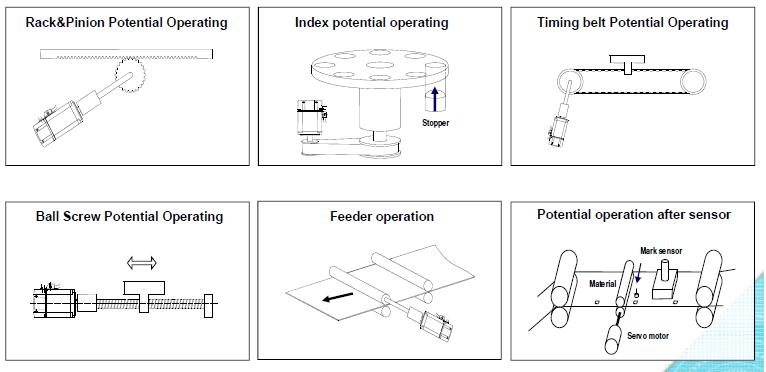 Rack&Pinion Potential Operating
Index potential operating
Stopper
Timing belt Potential Operating
Ball Screw Potential Operating
Feeder operation
Potential operation after sensor
Mark sensor
Material
Servo motor